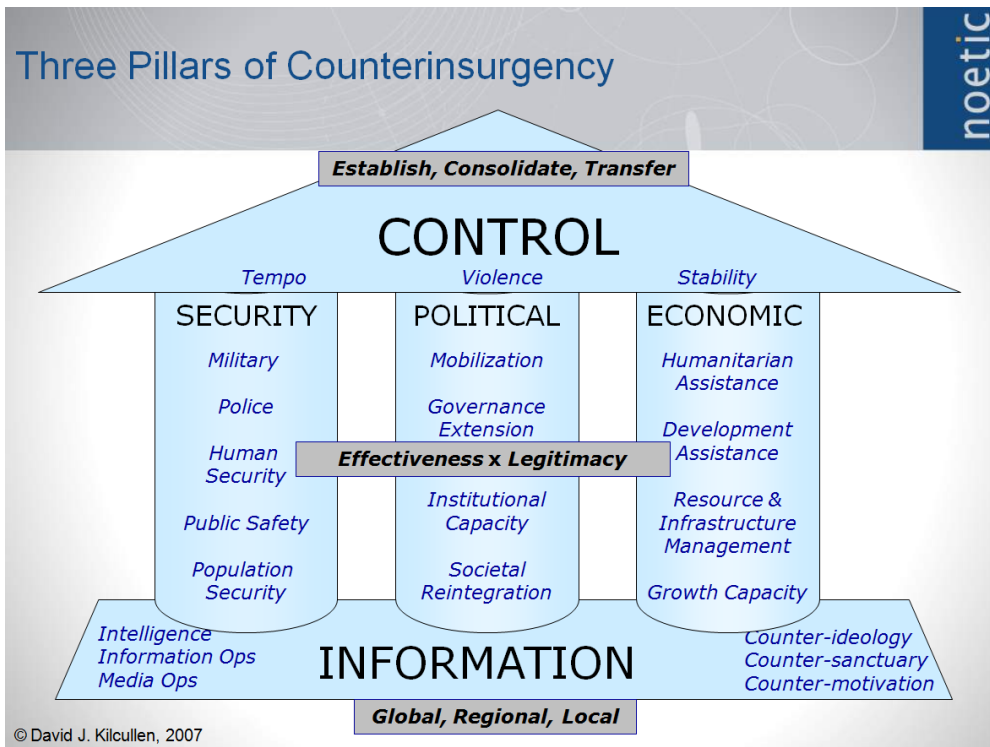 Three Pillars of Counterinsurgency
noetic
Establish, Consolidate, Transfer
CONTROL
Tempo
Violence
Stability
SECURITY
Military
Police
Human
Security
Public Safety
Population
Security
POLITICAL
Mobilization
Governance
Extension
Effectiveness x Legitimacy
Institutional
Capacity
Societal
Reintegration
ECONOMIC
Humanitarian
Assistance
Development
Assistance
Resource &
Infrastructure
Management
Growth Capacity
Intelligence
Information Ops
Media Ops
INFORMATION
Counter-ideology
Counter-sanctuary
Counter-motivation
Global, Regional, Local
© David J. Kilcullen, 2007